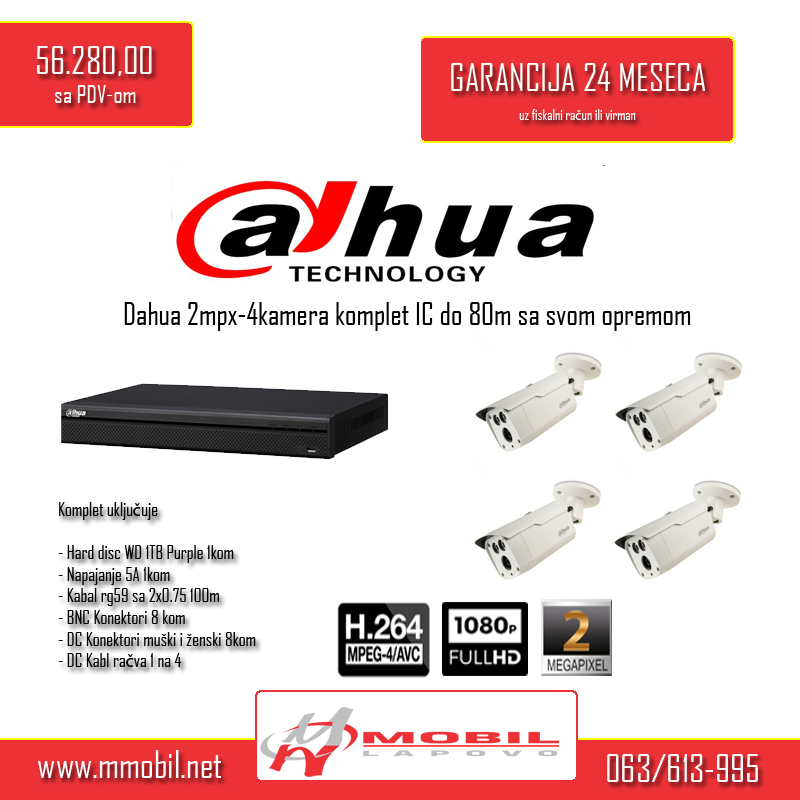 56.280,00
sa PDV-om
GARANCIJA 24 MESECA
uz fiskalni račun ili virman
alhua
TECHNOLOGY
Dahua 2mpx-4kamera komplet IC do 80m sa svom opremom
alhua
Komplet uključuje
- Hard disc WD 1TB Purple 1kom
- Napajanje 5A 1kom
- Kabal rg59 sa 2x0.75 100m
- BNC Konektori 8 kom
- DC Konektori muški i ženski 8kom
- DC Kabl račva 1 na 4
H.264
MPEG-4/AVC
1080p
FULL HD
2
MEGAPIXEL
MOBIL
LAPOVO
www.mmobil.net
063/613-995